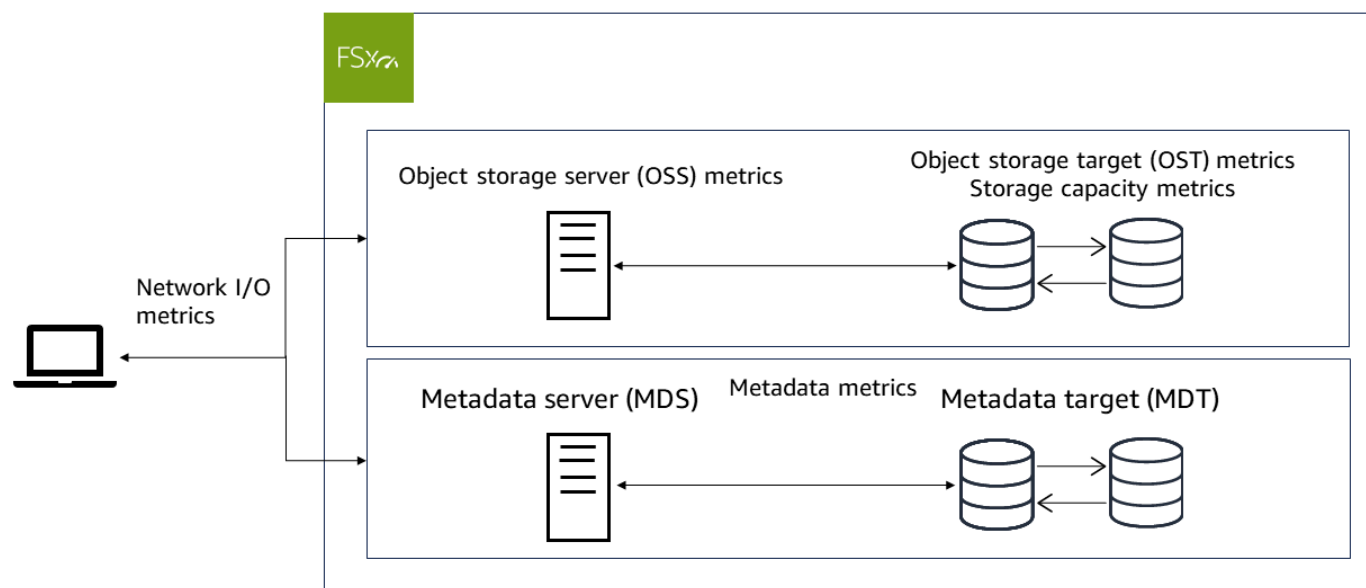 FSx
Object storage server (OSS) metrics
Object storage target (OST) metrics
Storage capacity metrics
Network I/O
metrics
Metadata server (MDS)
Metadata metrics
Metadata target (MDT)